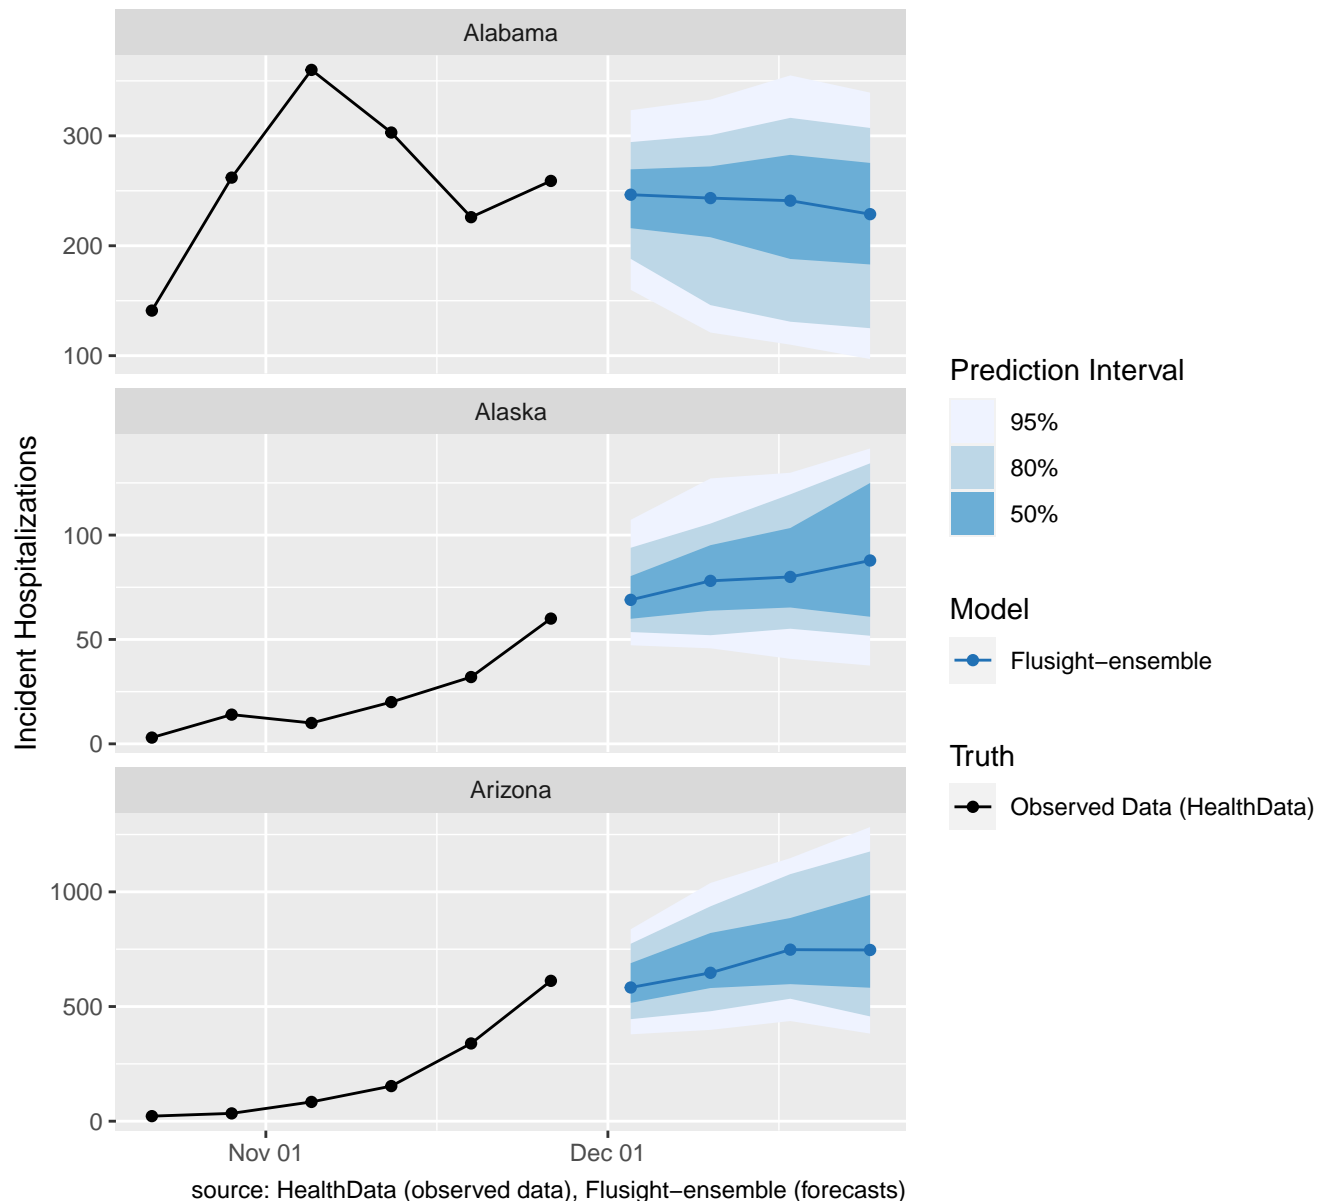 Alabama
300
200
100
Alaska
100
50
0
Arizona
1000
500
0
Nov 01
Dec 01
Incident Hospitalizations
source: HealthData (observed data), Flusight−ensemble (forecasts)
Prediction Interval
95%
80%
50%
Model
Flusight−ensemble
Truth
Observed Data (HealthData)